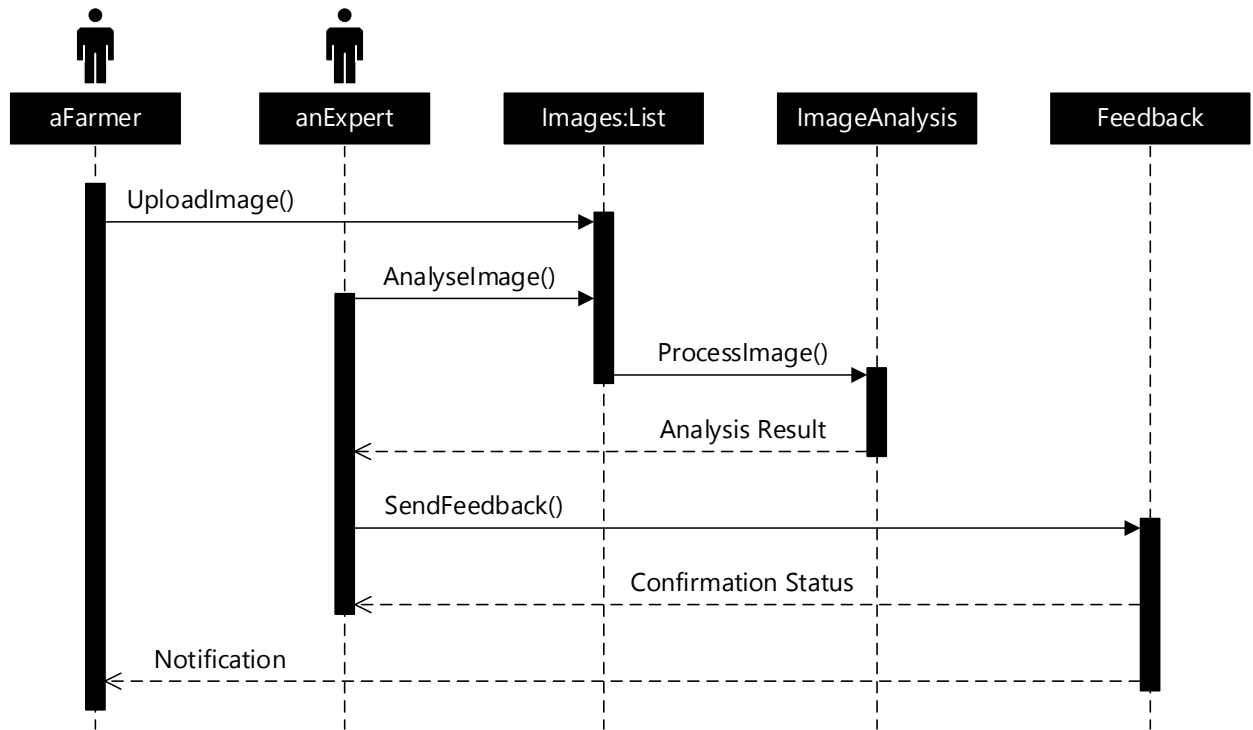 aFarmer
anExpert
Images:List
ImageAnalysis
Feedback
UploadImage()
AnalyseImage()
ProcessImage()
Analysis Result
SendFeedback()
Confirmation Status
Notification